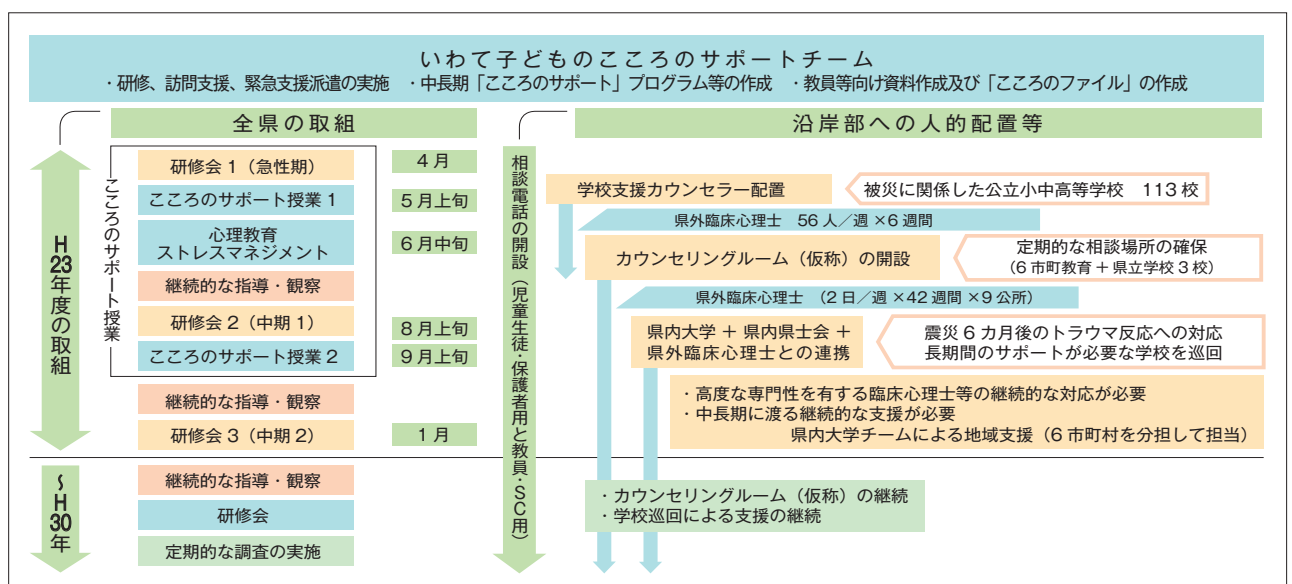 いわて子どものこころのサポートチーム
・研修、訪問支援、緊急支援派遣の実施　・中長期「こころのサポート」プログラム等の作成　・教員等向け資料作成及び「こころのファイル」の作成
全県の取組
H23年度の取組
こころのサポート授業
研修会 1（急性期）
4月
こころのサポート授業 1
5月上旬
心理教育
ストレスマネジメント
6月中旬
継続的な指導・観察
研修会 2（中期 1）
8月上旬
こころのサポート授業 2
9月上旬
継続的な指導・観察
研修会 3（中期 2）
1月
～H30年
継続的な指導・観察
研修会
定期的な調査の実施
相談電話の開設（児童生徒・保護者用と教員・SC用）
沿岸部への人的配置等
学校支援カウンセラー配置
被災に関係した公立小中高等学校　113校
県外臨床心理士　56人／週×6週間
カウンセリングルーム（仮称）の開設
定期的な相談場所の確保
（6市町教育＋県立学校3校）
県外臨床心理士　（2日／週×42週間×9公所）
県内大学＋県内県士会＋
県外臨床心理士との連携
震災6カ月後のトラウマ反応への対応
長期間のサポートが必要な学校を巡回
・高度な専門性を有する臨床心理士等の継続的な対応が必要
・中長期に渡る継続的な支援が必要
県内大学チームによる地域支援（6市町村を分担して担当）
・カウンセリングルーム（仮称）の継続
・学校巡回による支援の継続